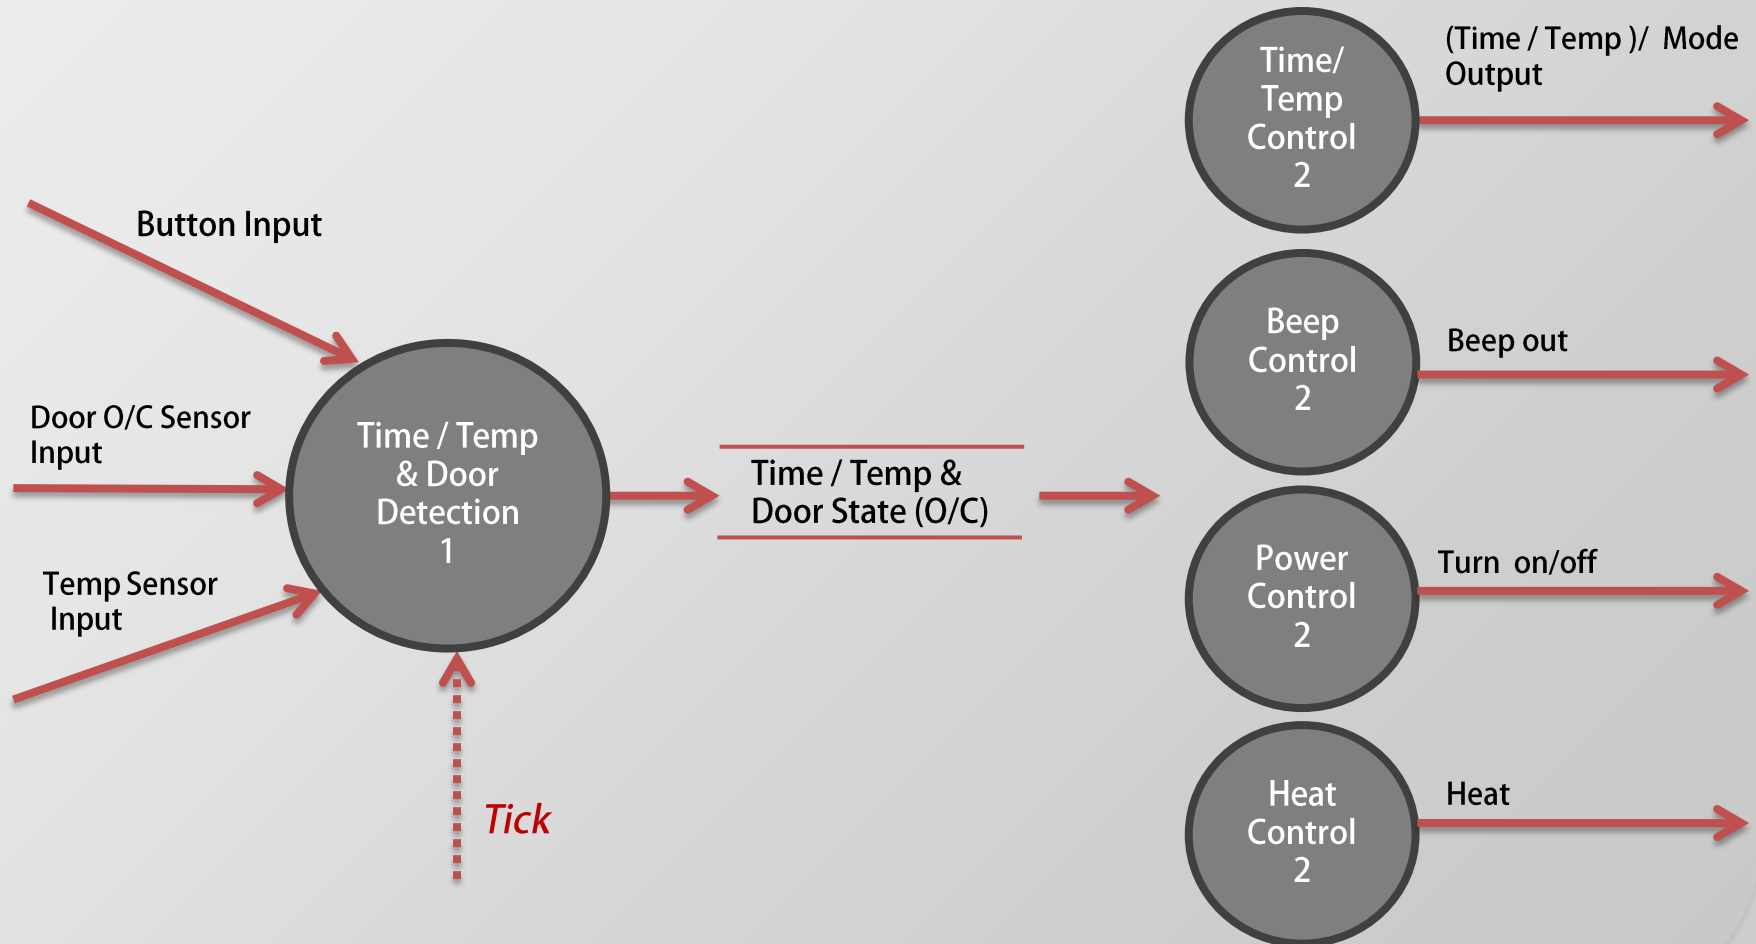 Button Input
Door O/C Sensor
Input
Temp Sensor
Input
Time / Temp
& Door
Detection
1
Tick
Time / Temp &
Door State (O/C)
Time/
Temp
Control
2
(Time / Temp )/ Mode
Output
Beep
Control
2
Beep out
Power
Control
2
Turn on/off
Heat
Control
2
Heat